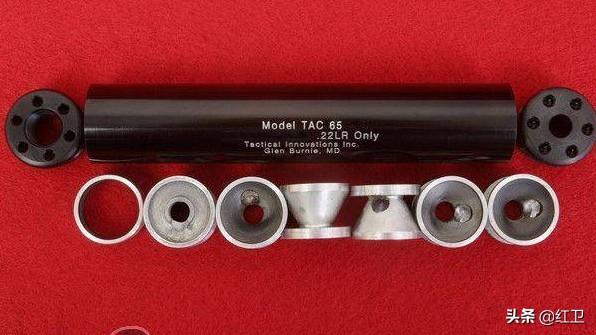 Model TAC 65
.22LR Only
Tactical Innovations Inc.
Glen Burnie, MD
头条 @红卫